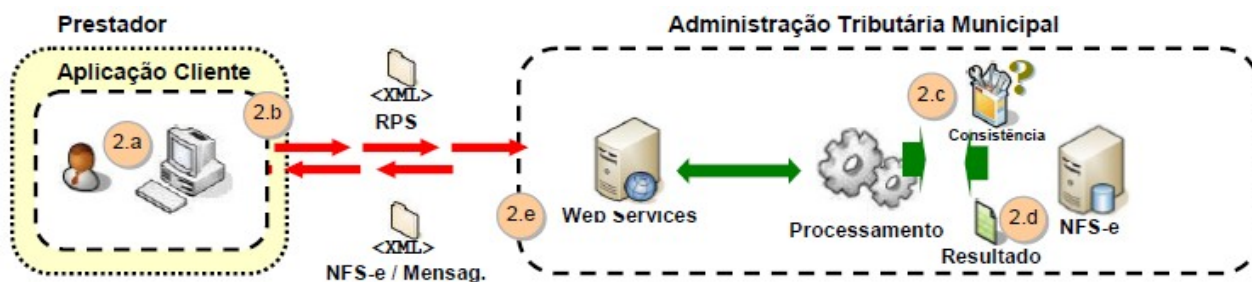 Prestador
Administração Tributária Municipal
Aplicação Cliente
2.a
2.b
<XML>
RPS
2.c
Consistência
2.e
Web Services
Processamento
2.d
Resultado
NFS-e
<XML>
NFS-e / Mensag.